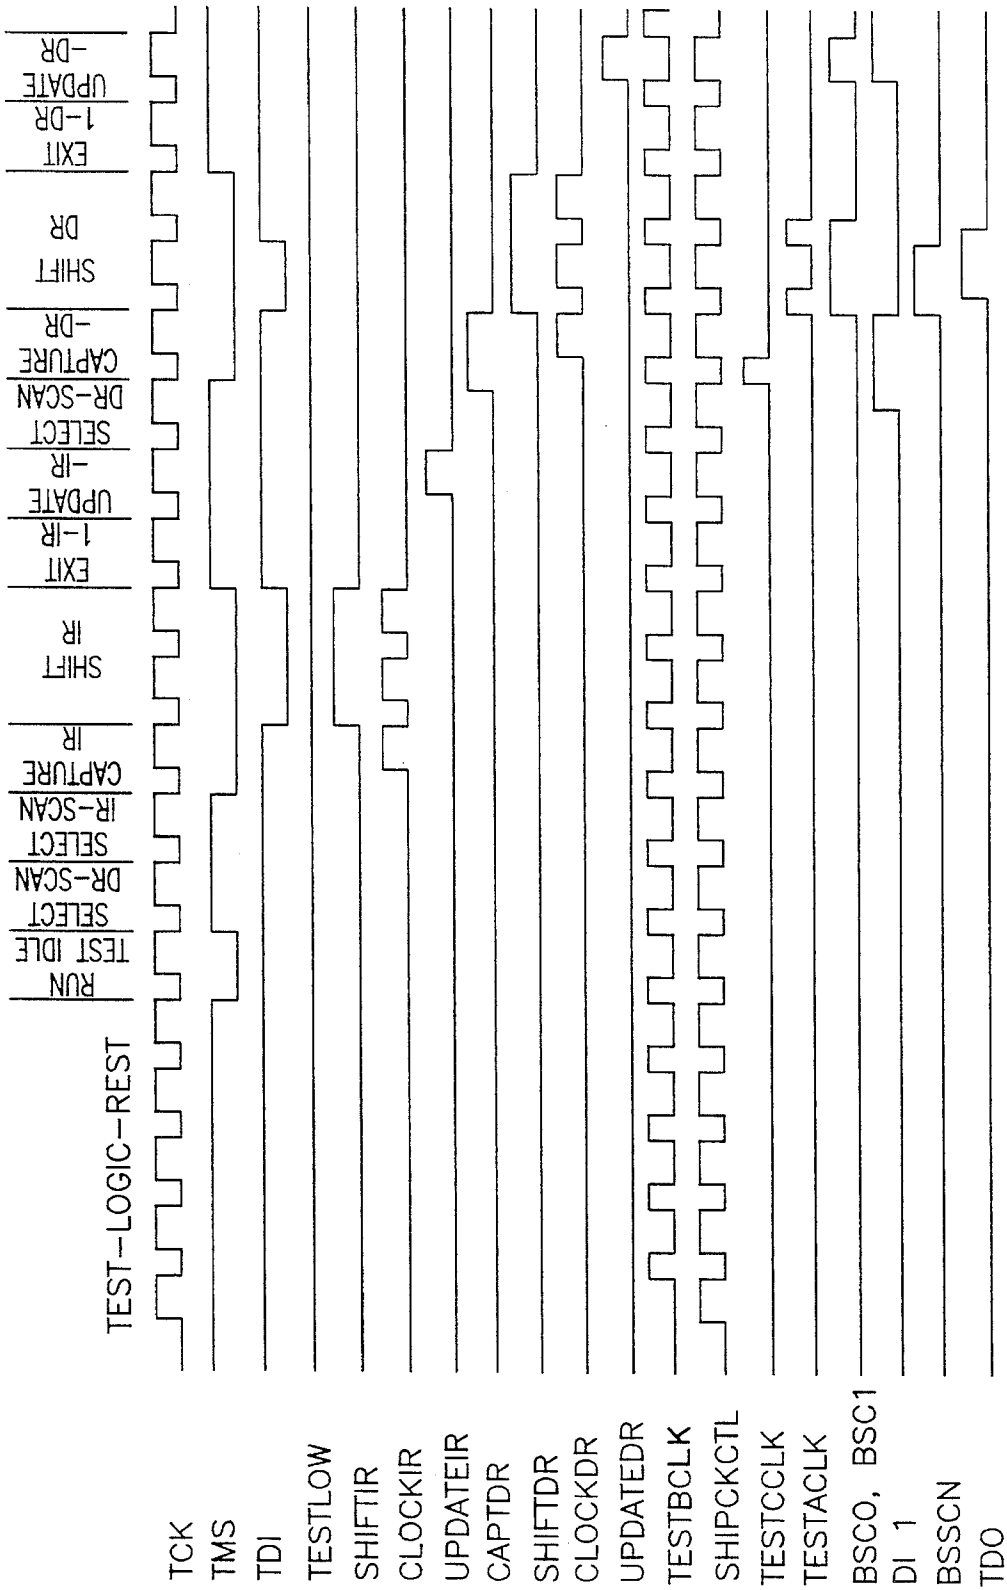 TEST-LOGIC-REST
RUN
TEST IDLE
SELECT
DR-SCAN
SELECT
IR-SCAN
CAPTURE
IR
SHIFT
IR
EXIT
1-IR
UPDATE
-IR
SELECT
DR-SCAN
CAPTURE
-DR
SHIFT
DR
EXIT
1-DR
UPDATE
-DR
TCK
TMS
TDI
TESTLOW
SHIFTIR
CLOCKIR
UPDATEIR
CAPTDR
SHIFTDR
CLOCKDR
UPDATEDR
TESTBCLK
SHIPCKCTL
TESTCCLK
TESTACLK
BSCO, BSC1
DI 1
BSSCN
TDO